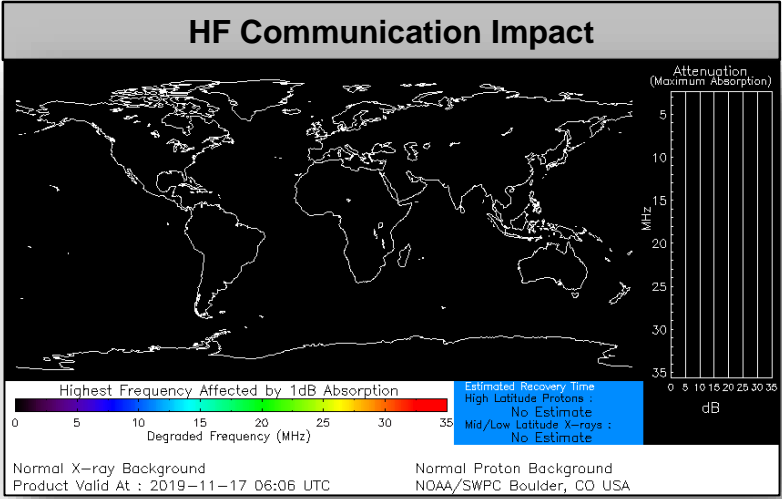 HF Communication Impact
Attenuation
(Maximum Absorption)
5
10
15
20
25
30
35
MHz
0 5 10 15 20 25 30 35
dB
Highest Frequency Affected by 1dB Absorption
0 5 10 15 20 25 30 35
Degraded Frequency (MHz)
Estimated Recovery Time
High Latitude Protons :
No Estimate
Mid/Low Latitude X-rays :
No Estimate
Normal X-ray Background
Normal Proton Background
Product Valid At : 2019-11-17 06:06 UTC
NOAA/SWPC Boulder, CO USA